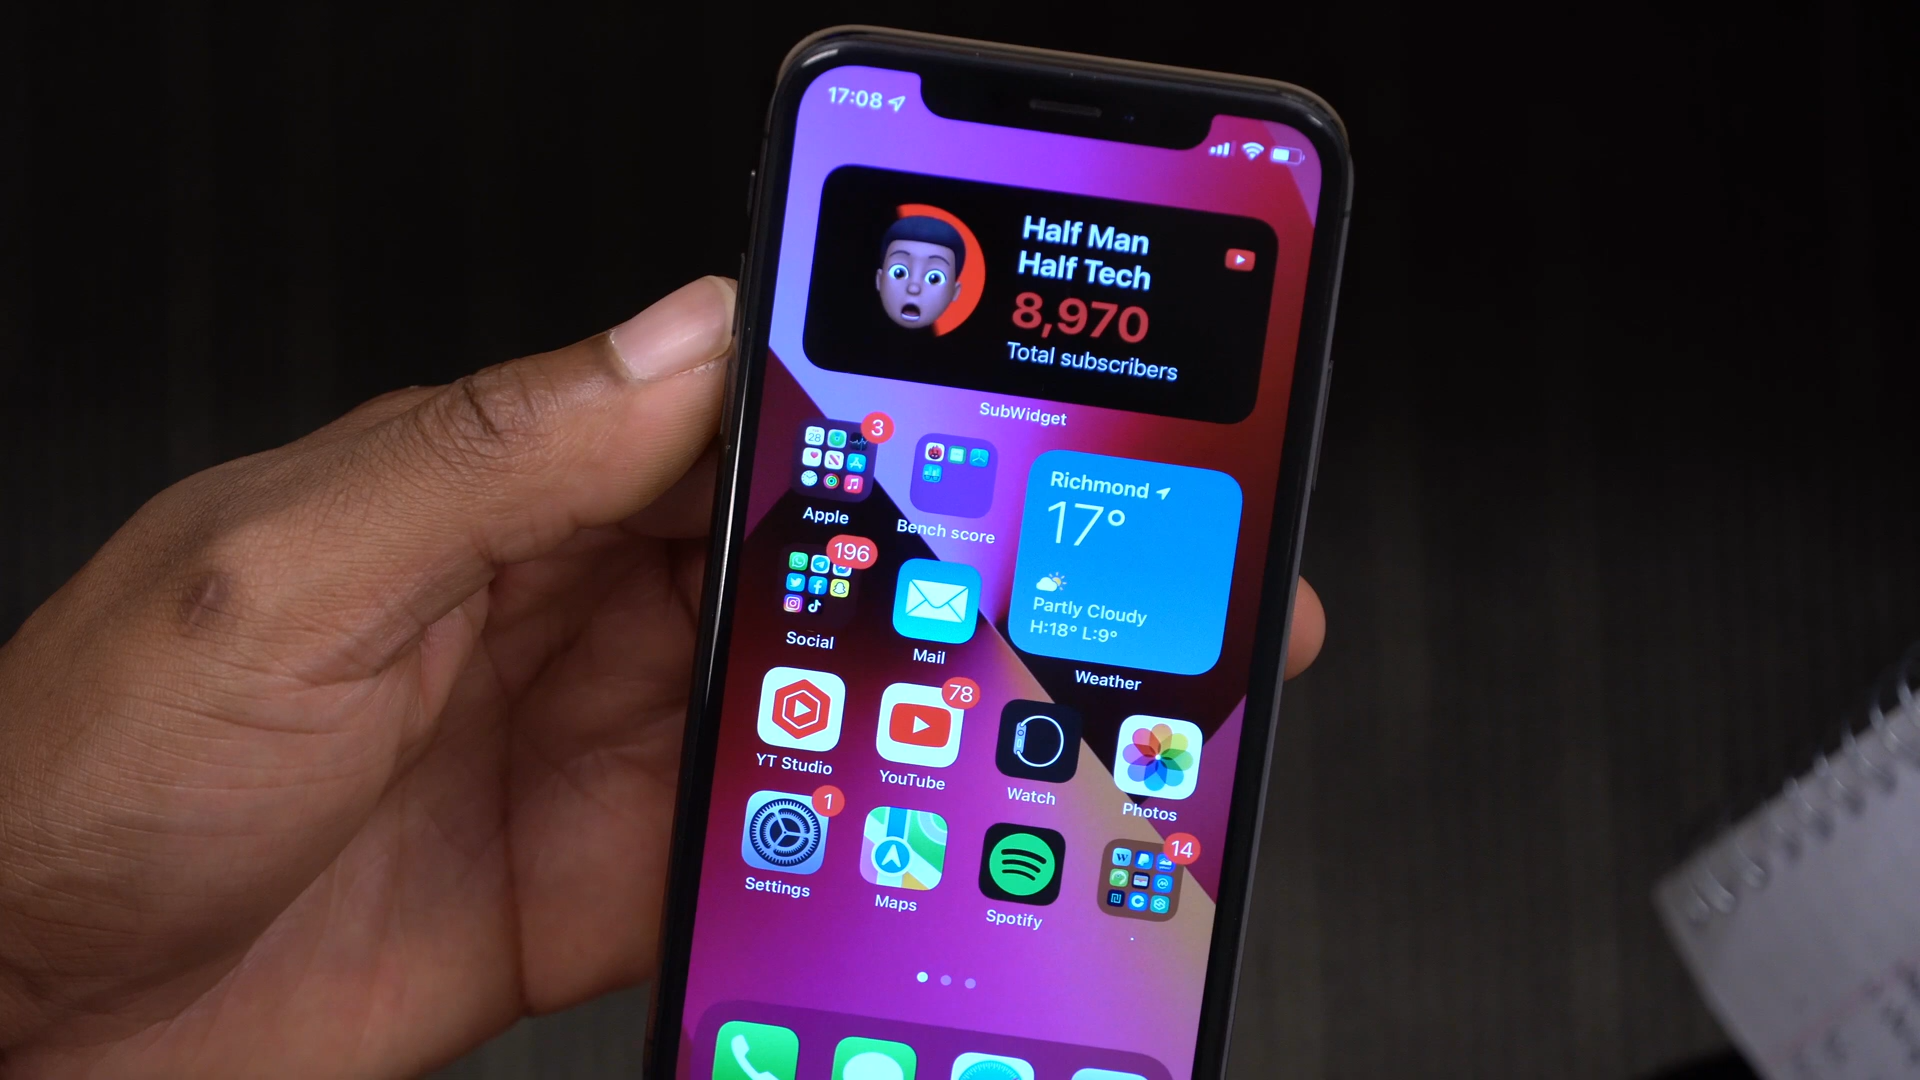 17:08
Half Man
Half Tech
8,970
Total subscribers
SubWidget
3
28
Apple
Bench score
Richmond
17°
Partly Cloudy
H:18° L:9°
Weather
196
Social
Mail
YT Studio
78
YouTube
Watch
Photos
1
Settings
Maps
Spotify
14
W
.